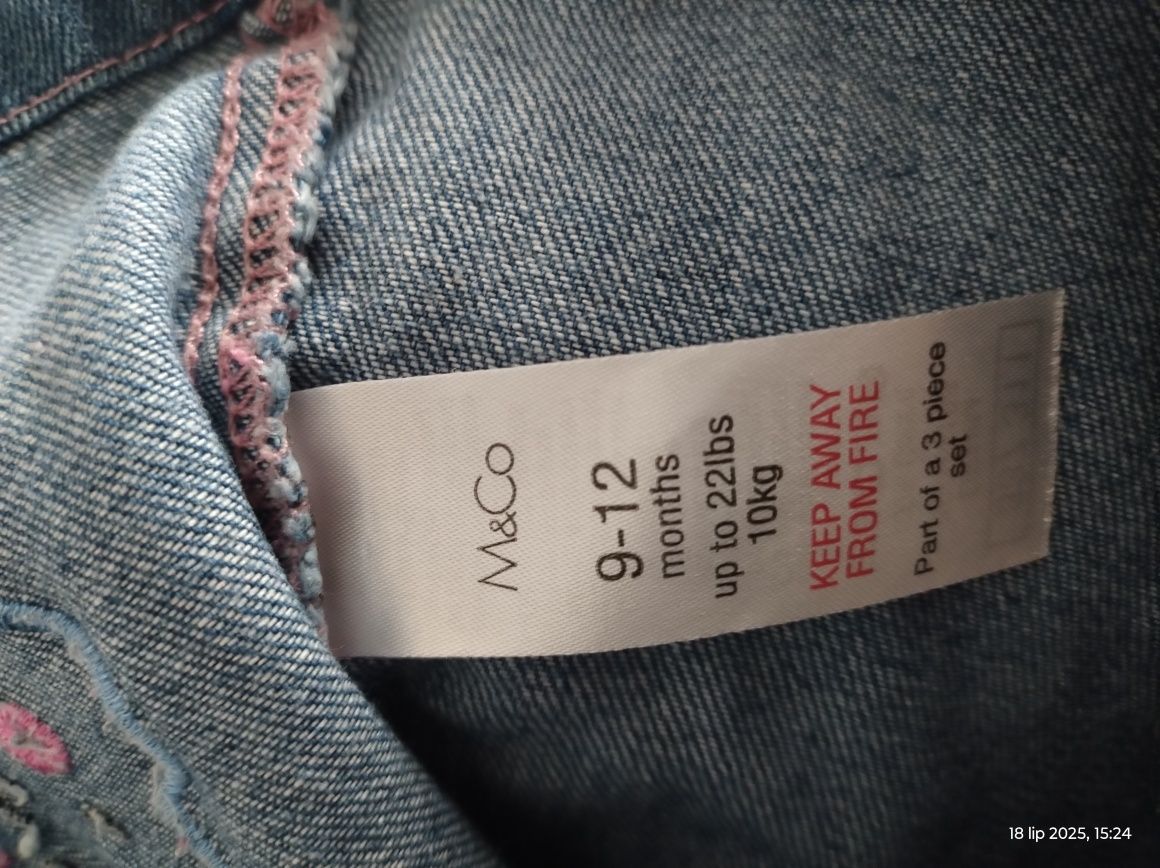 M&Co
9-12
months
up to 22lbs
10kg
KEEP AWAY
FROM FIRE
Part of a 3 piece
set
18 lip 2025, 15:24